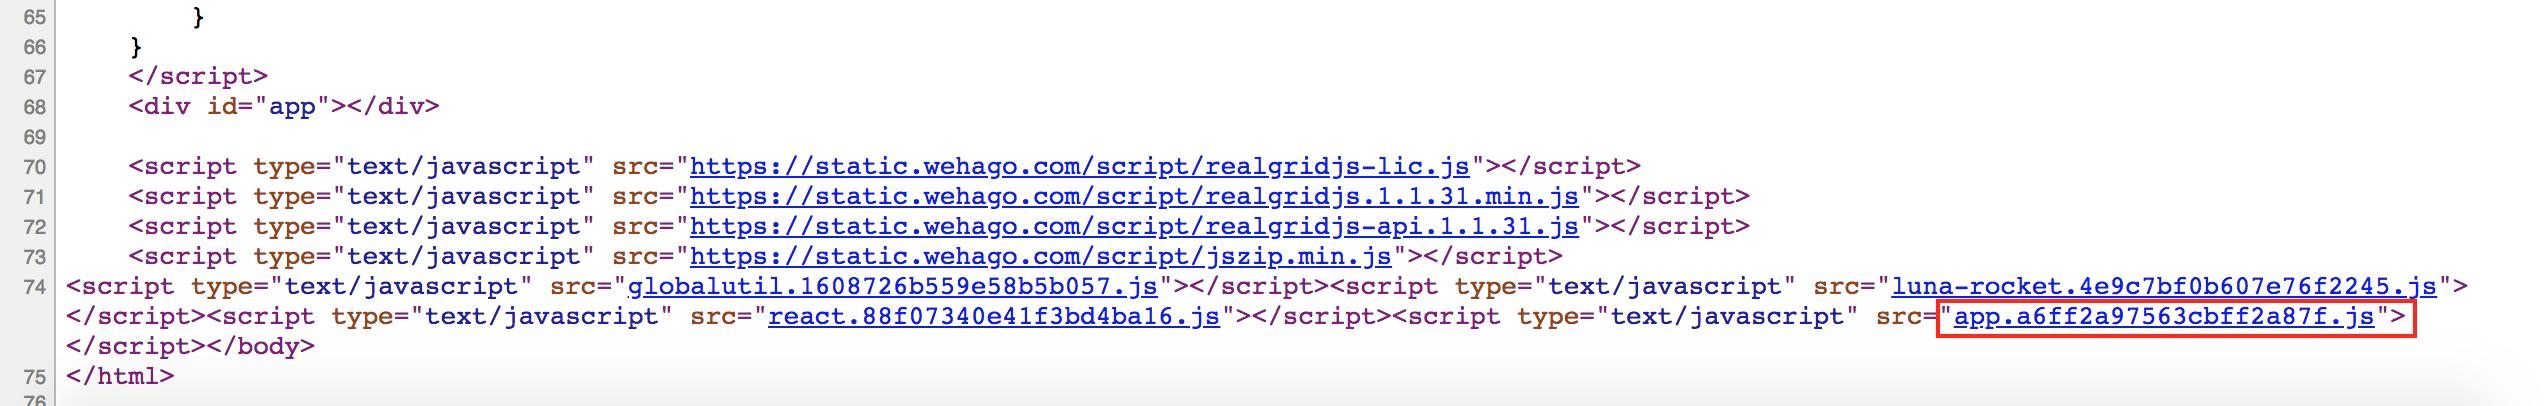 65 }
66 }
67 </script>
68 <div id="app"></div>
69
70 <script type="text/javascript" src="https://static.wehago.com/script/realgridjs-lic.js"></script>
71 <script type="text/javascript" src="https://static.wehago.com/script/realgridjs.1.1.31.min.js"></script>
72 <script type="text/javascript" src="https://static.wehago.com/script/realgridjs-api.1.1.31.js"></script>
73 <script type="text/javascript" src="https://static.wehago.com/script/jszip.min.js"></script>
74 <script type="text/javascript" src="globalutil.1608726b559e58b5b057.js"></script><script type="text/javascript" src="luna-rocket.4e9c7bf0b607e76f2245.js">
</script><script type="text/javascript" src="react.88f07340e41f3bd4ba16.js"></script><script type="text/javascript" src="app.a6ff2a97563cbff2a87f.js">
</script></body>
75 </html>
76